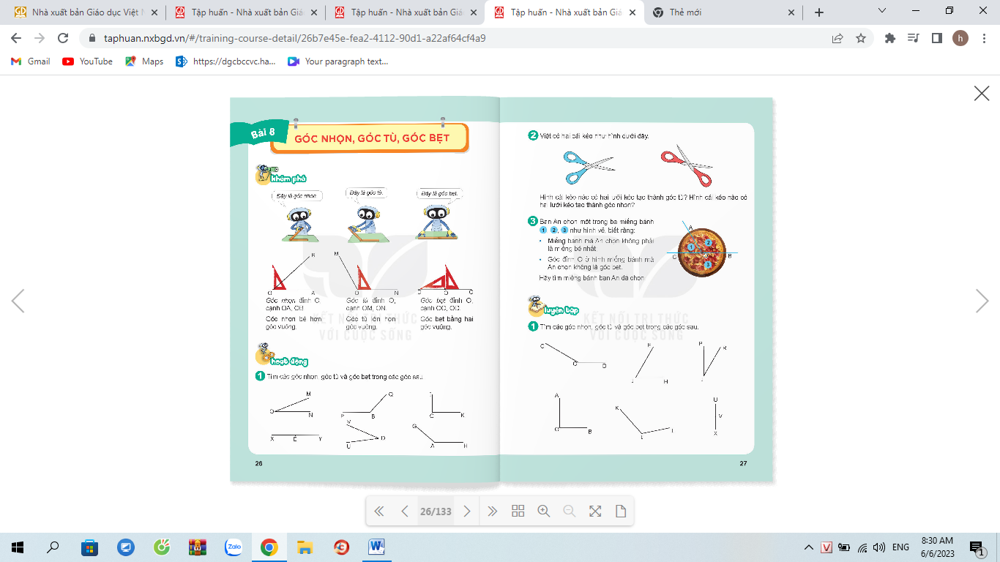 Nhà xuất bản Giáo dục Việt N
Tập huấn - Nhà xuất bản Giá
Tập huấn - Nhà xuất bản Giá
Tập huấn - Nhà xuất bản Giá
Thẻ mới
taphuan.nxbgd.vn/#/training-course-detail/26b7e45e-fea2-4112-90d1-a22af64cf4a9
h
Gmail
YouTube
Maps
https://dgcbccvc.ha...
Your paragraph text...
Bài 8
GÓC NHỌN, GÓC TÙ, GÓC BẸT
khám phá
Đây là góc nhọn.
Đây là góc tù.
Đây là góc bẹt.
B
O A
M
O N
C O C
Góc nhọn đỉnh O,
cạnh OA, OB.
Góc nhọn bé hơn
góc vuông.
Góc tù đỉnh O,
cạnh OM, ON.
Góc tù lớn hơn
góc vuông.
Góc bẹt đỉnh O,
cạnh OC, OD.
Góc bẹt bằng hai
góc vuông.
KẾT NỐI TRI THỨC
VỚI CUỘC SỐNG
hoạt động
1 Tìm các góc nhọn, góc tù và góc bẹt trong các góc sau.
M
O
N
Q
P B
C K
X E Y
V
D
U
G
A H
26
2 Việt có hai cái kéo như hình dưới đây.
Hình cái kéo nào có hai lưỡi kéo tạo thành góc tù? Hình cái kéo nào có
hai lưỡi kéo tạo thành góc nhọn?
3 Bạn An chọn một trong ba miếng bánh
1, 2, 3 như hình vẽ, biết rằng:
• Miếng bánh mà An chọn không phải
là miếng bé nhất.
• Góc đỉnh O ở hình miếng bánh mà
An chọn không là góc bẹt.
Hãy tìm miếng bánh bạn An đã chọn
A
1
2
C
B
3
KẾT NỐI TRI THỨC
VỚI CUỘC SỐNG
luyện tập
1 Tìm các góc nhọn, góc tù và góc bẹt trong các góc sau.
C
O
D
H
P
R
A
O
B
K
I
U
V
X
27
26/133
Zalo
V
ENG
8:30 AM
6/6/2023
1